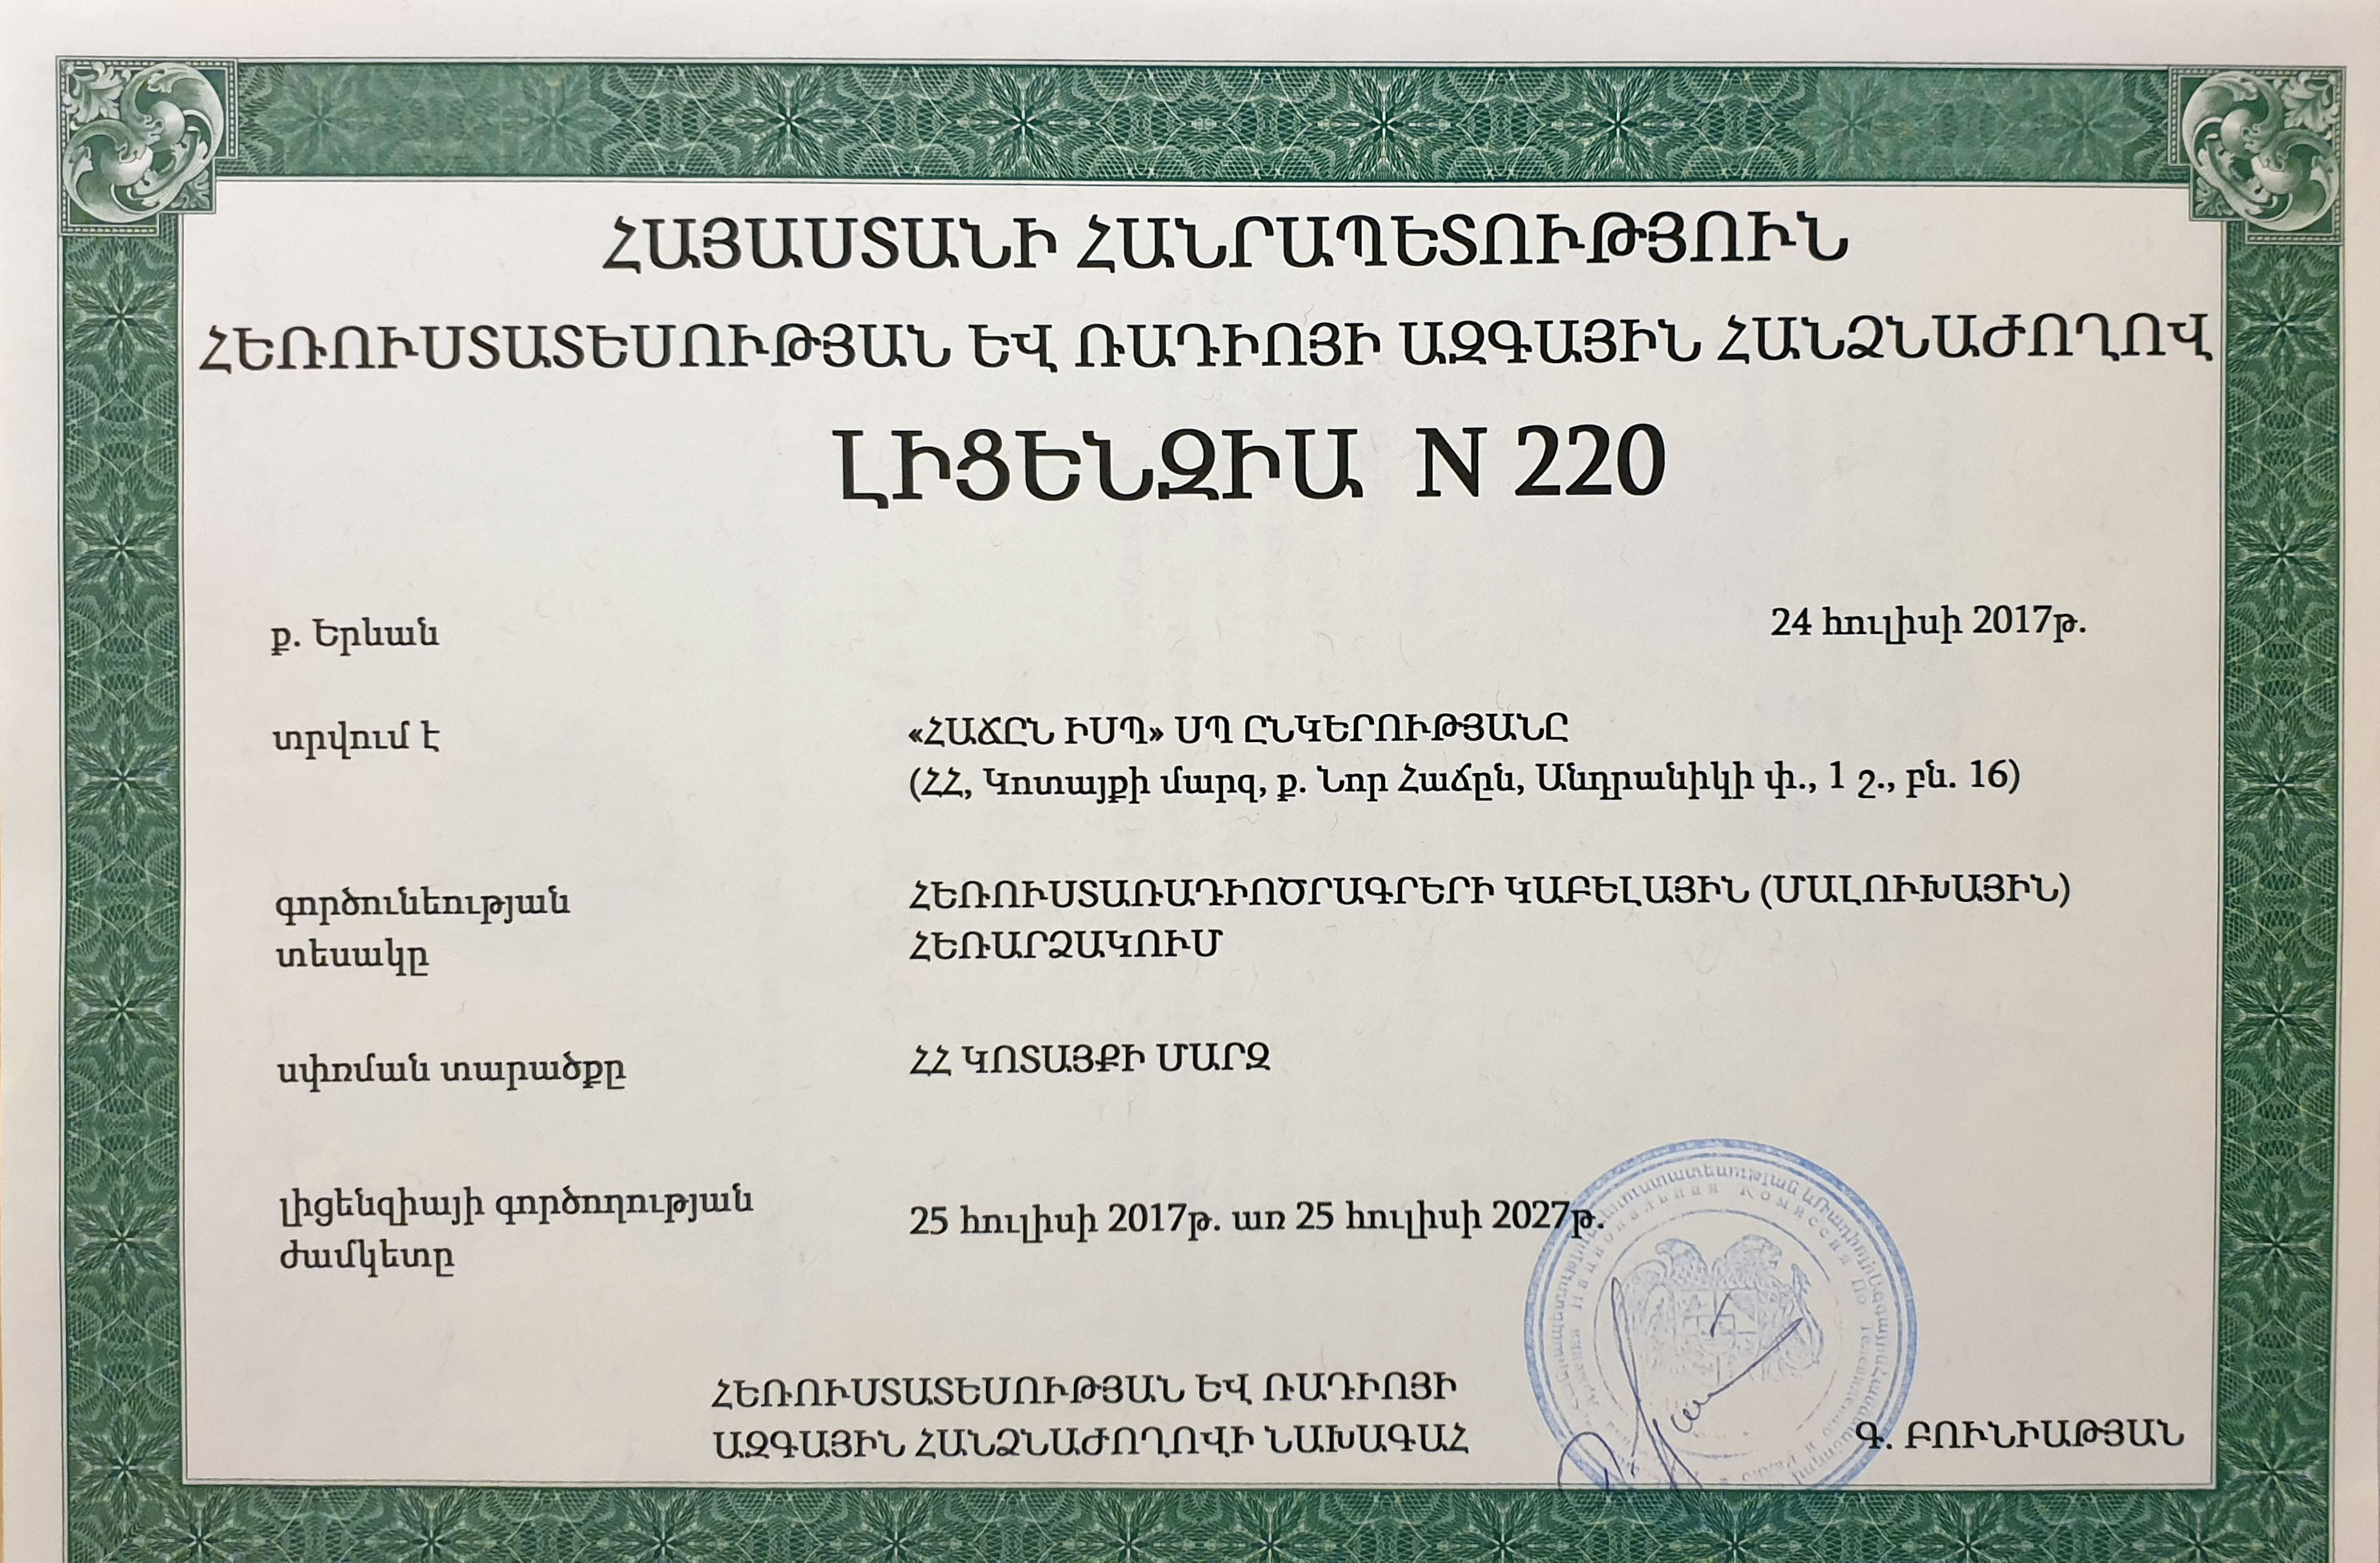 ՀԱՅԱՍՏԱՆԻ ՀԱՆՐԱՊԵՏՈՒԹՅՈՒՆ
ՀԵՌՈՒՍՏԱՏԵՍՈՒԹՅԱՆ ԵՎ ՌԱԴԻՈՅԻ ԱԶԳԱՅԻՆ ՀԱՆՁՆԱԺՈՂՈՎ
ԼԻՑԵՆԶԻԱ N 220
ք. Երևան
24 հուլիսի 2017թ.
տրվում է
«ՀԱՃԸՆ ԻՍՊ» ՍՊ ԸՆԿԵՐՈՒԹՅԱՆԸ
(ՀՀ, Կոտայքի մարզ, ք. Նոր Հաճըն, Անդրանիկի փ., 1 շ., բն. 16)
գործունեության
տեսակը
ՀԵՌՈՒՍՏԱՌԱԴԻՈԾՐԱԳՐԵՐԻ ԿԱԲԵԼԱՅԻՆ (ՄԱԼՈՒԽԱՅԻՆ)
ՀԵՌԱՐՁԱԿՈՒՄ
սփռման տարածքը
ՀՀ ԿՈՏԱՅՔԻ ՄԱՐԶ
լիցենզիայի գործողության
ժամկետը
25 հուլիսի 2017թ. առ 25 հուլիսի 2027թ.
ՀԵՌՈՒՍՏԱՏԵՍՈՒԹՅԱՆ ԵՎ ՌԱԴԻՈՅԻ
ԱԶԳԱՅԻՆ ՀԱՆՁՆԱԺՈՂՈՎԻ ՆԱԽԱԳԱՀ
Գ. ԲՈՒՆԻԱԹՅԱՆ